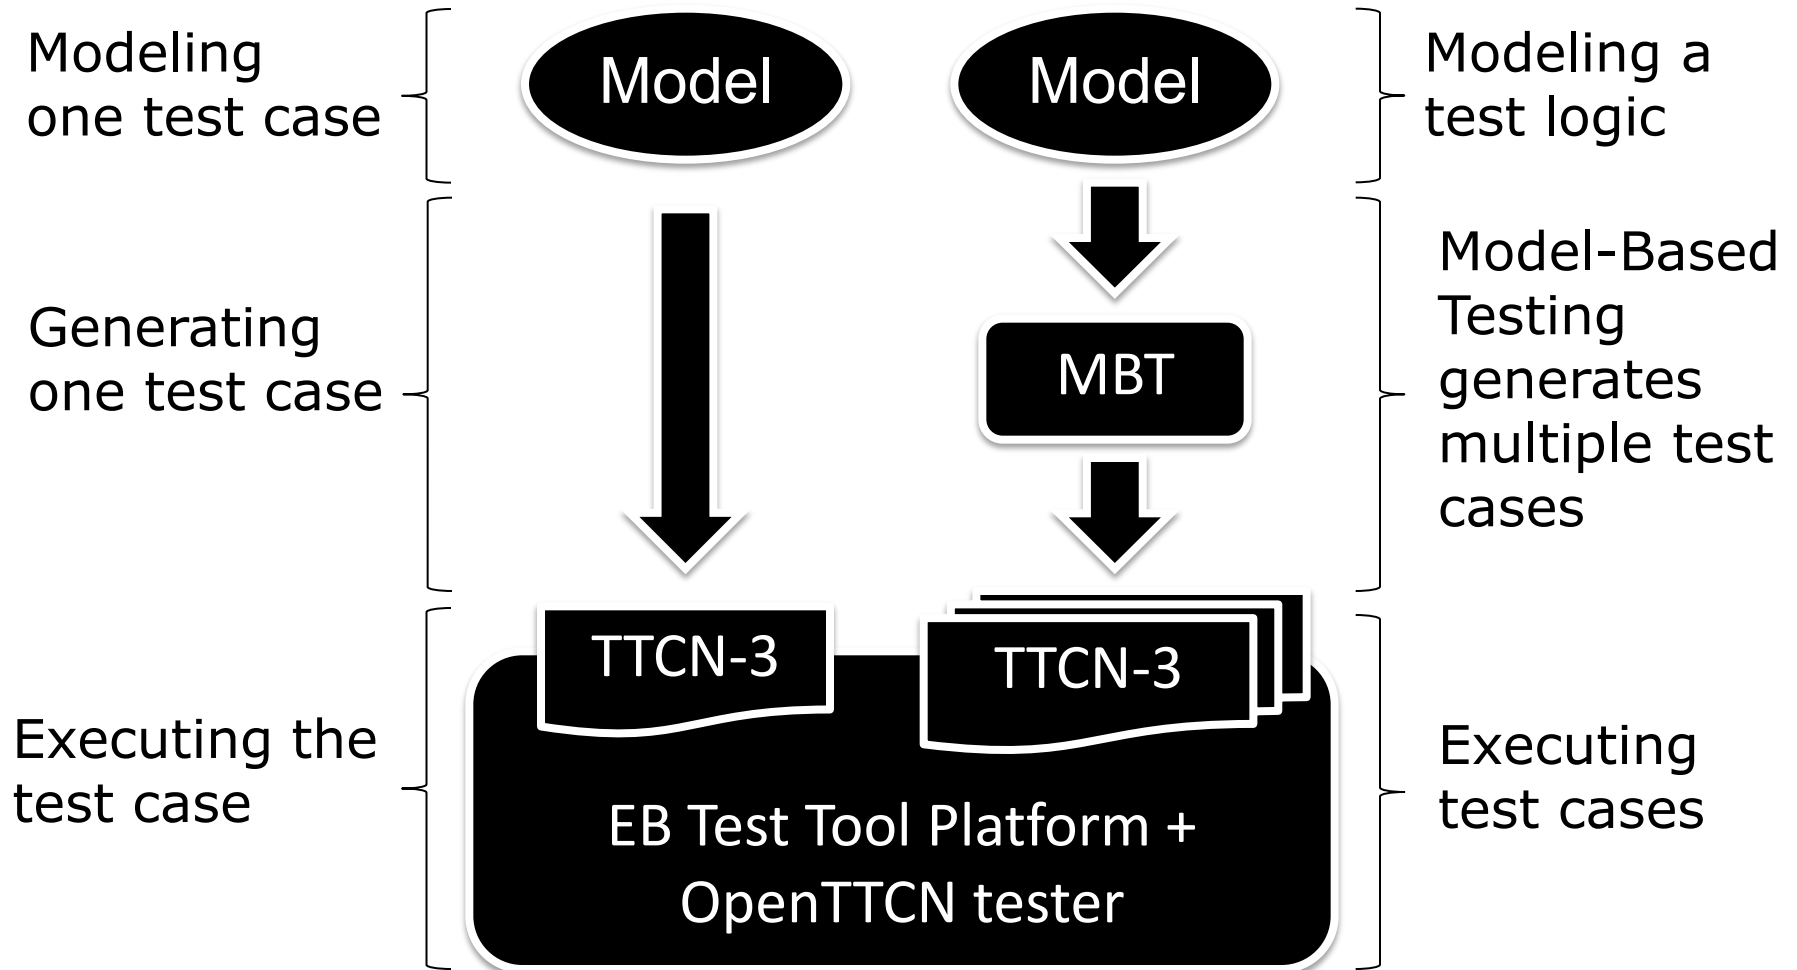 Modeling
one test case
Model
Model
Modeling a
test logic
Generating
one test case
MBT
Model-Based
Testing
generates
multiple test
cases
TTCN-3
TTCN-3
Executing the
test case
EB Test Tool Platform +
OpenTTCN tester
Executing
test cases